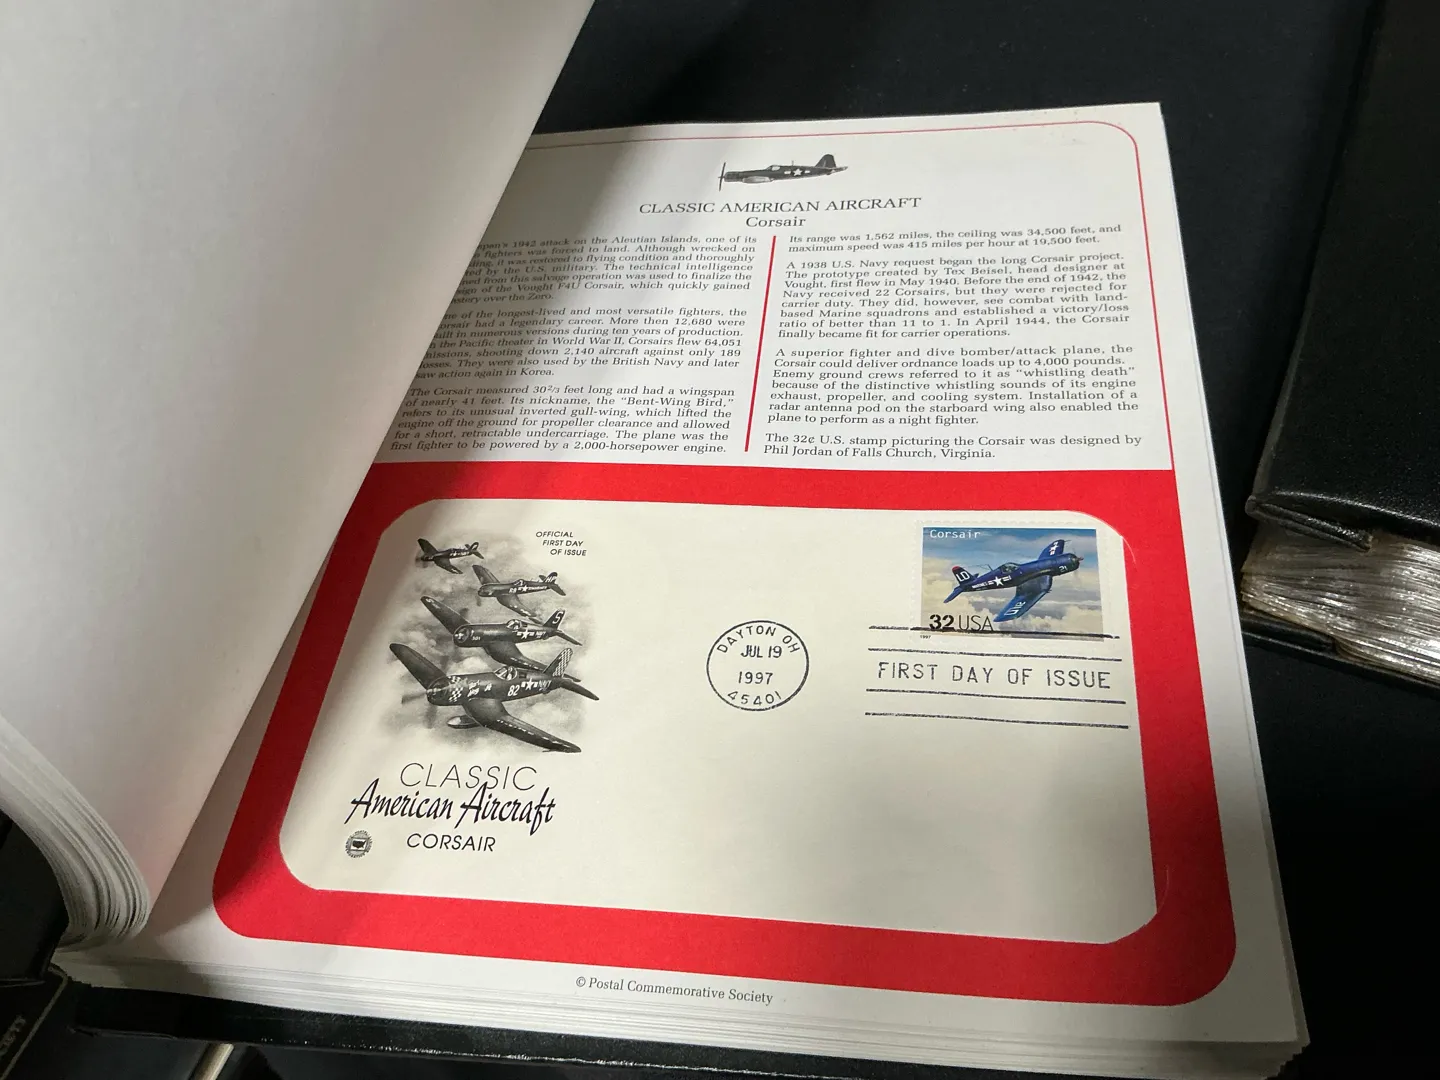 CLASSIC AMERICAN AIRCRAFT
Corsair
1942 attack on the Aleutian Islands, one of its
fighters was forced to land. Although wrecked on
it was restored to flying condition and thoroughly
by the U.S. military. The technical intelligence
from this salvage operation was used to finalize the
of the Vought F4U Corsair, which quickly gained
over the Zero.
of the longest-lived and most versatile fighters, the
had a legendary career. More then 12,680 were
in numerous versions during ten years of production.
the Pacific theater in World War II, Corsairs flew 64,051
shooting down 2,140 aircraft against only 189
They were also used by the British Navy and later
action again in Korea.
The Corsair measured 30 2/3 feet long and had a wingspan
of nearly 41 feet. Its nickname, the “Bent-Wing Bird,”
refers to its unusual inverted gull-wing, which lifted the
engine off the ground for propeller clearance and allowed
for a short, retractable undercarriage. The plane was the
first fighter to be powered by a 2,000-horsepower engine.
Its range was 1,562 miles, the ceiling was 34,500 feet, and
maximum speed was 415 miles per hour at 19,500 feet.
A 1938 U.S. Navy request began the long Corsair project.
The prototype created by Tex Beisel, head designer at
Vought, first flew in May 1940. Before the end of 1942, the
Navy received 22 Corsairs, but they were rejected for
carrier duty. They did, however, see combat with land-
based Marine squadrons and established a victory/loss
ratio of better than 11 to 1. In April 1944, the Corsair
finally became fit for carrier operations.
A superior fighter and dive bomber/attack plane, the
Corsair could deliver ordnance loads up to 4,000 pounds.
Enemy ground crews referred to it as “whistling death”
because of the distinctive whistling sounds of its engine
exhaust, propeller, and cooling system. Installation of a
radar antenna pod on the starboard wing also enabled the
plane to perform as a night fighter.
The 32¢ U.S. stamp picturing the Corsair was designed by
Phil Jordan of Falls Church, Virginia.
OFFICIAL
FIRST DAY
OF ISSUE
82
CLASSIC
American Aircraft
CORSAIR
DAYTON OH
JUL 19
1997
45401
Corsair
LD
32 USA
1997
FIRST DAY OF ISSUE
© Postal Commemorative Society